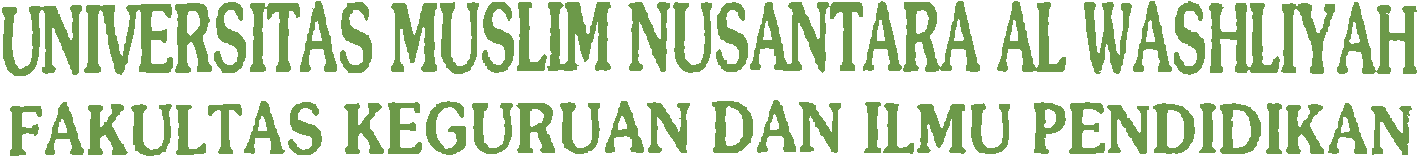 UNIVERSITAS MUSLIM NUSANTARA AL WASHLIYAH
FAKULTAS KEGURUAN DAN ILMU PENDIDIKAN